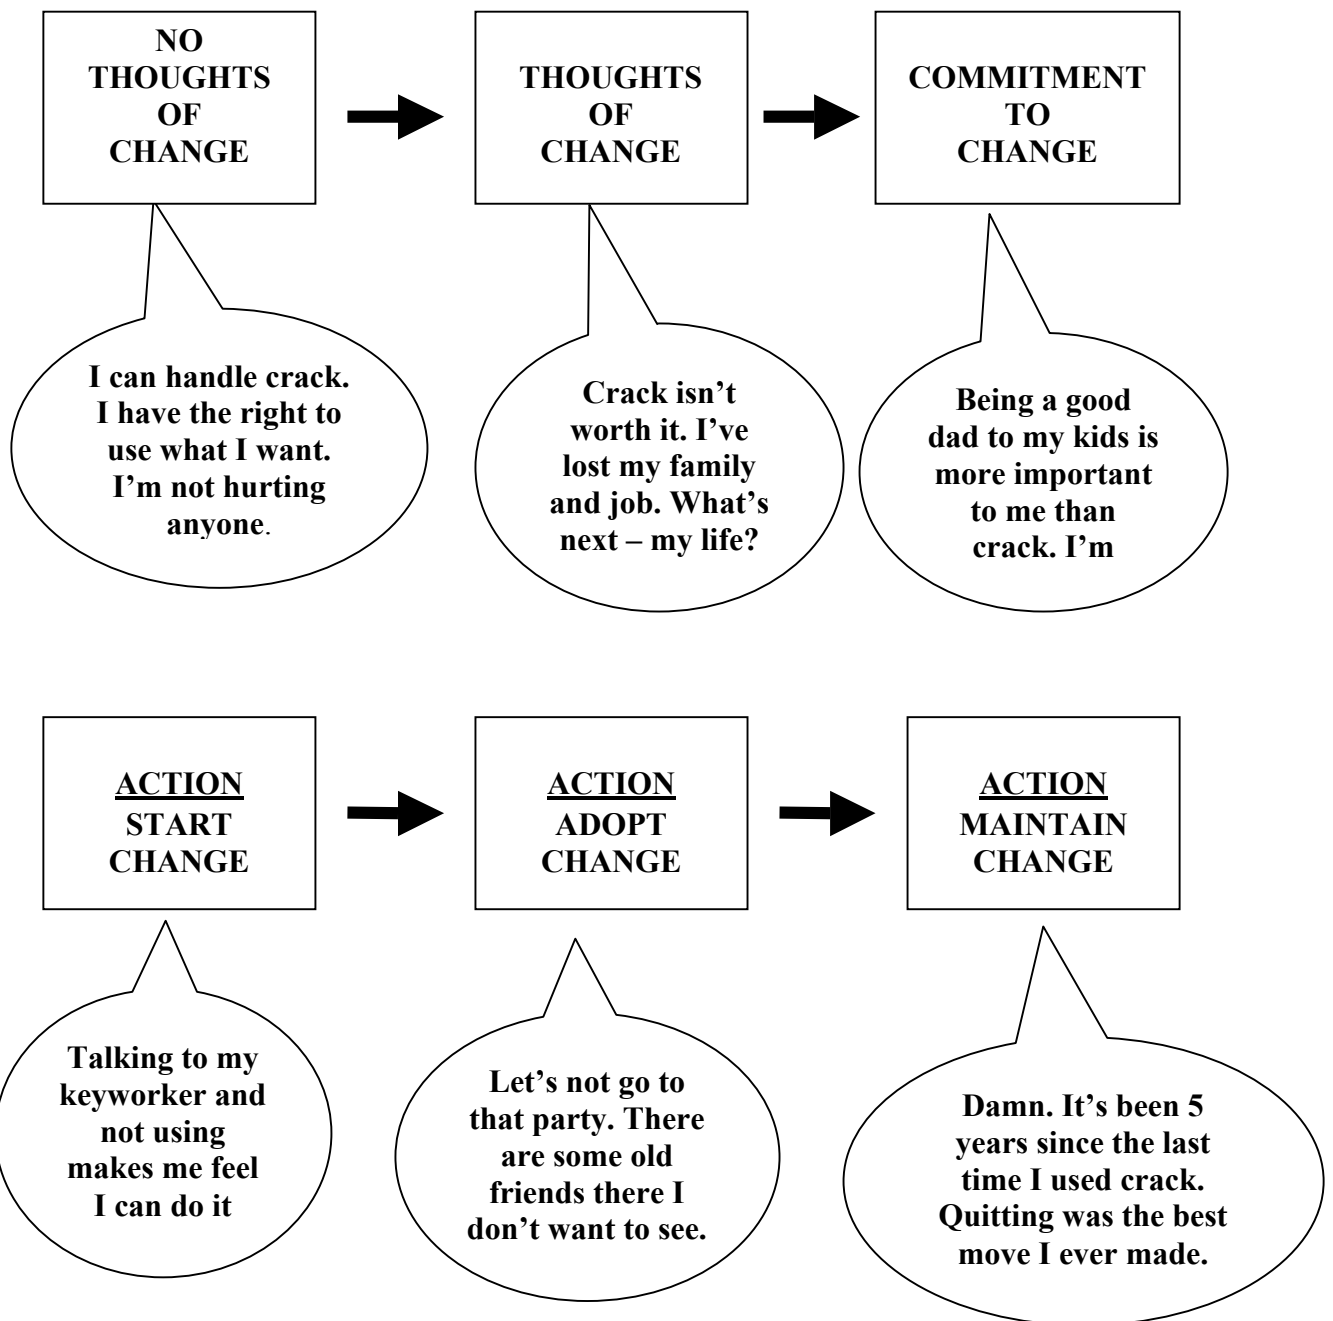 NO
THOUGHTS
OF
CHANGE
THOUGHTS
OF
CHANGE
COMMITMENT
TO
CHANGE
I can handle crack.
I have the right to
use what I want.
I'm not hurting
anyone.
Crack isn't
worth it. I've
lost my family
and job. What's
next – my life?
Being a good
dad to my kids is
more important
to me than
crack. I'm
ACTION
START
CHANGE
ACTION
ADOPT
CHANGE
ACTION
MAINTAIN
CHANGE
Talking to my
keyworker and
not using
makes me feel
I can do it
Let's not go to
that party. There
are some old
friends there I
don't want to see.
Damn. It's been 5
years since the last
time I used crack.
Quitting was the best
move I ever made.